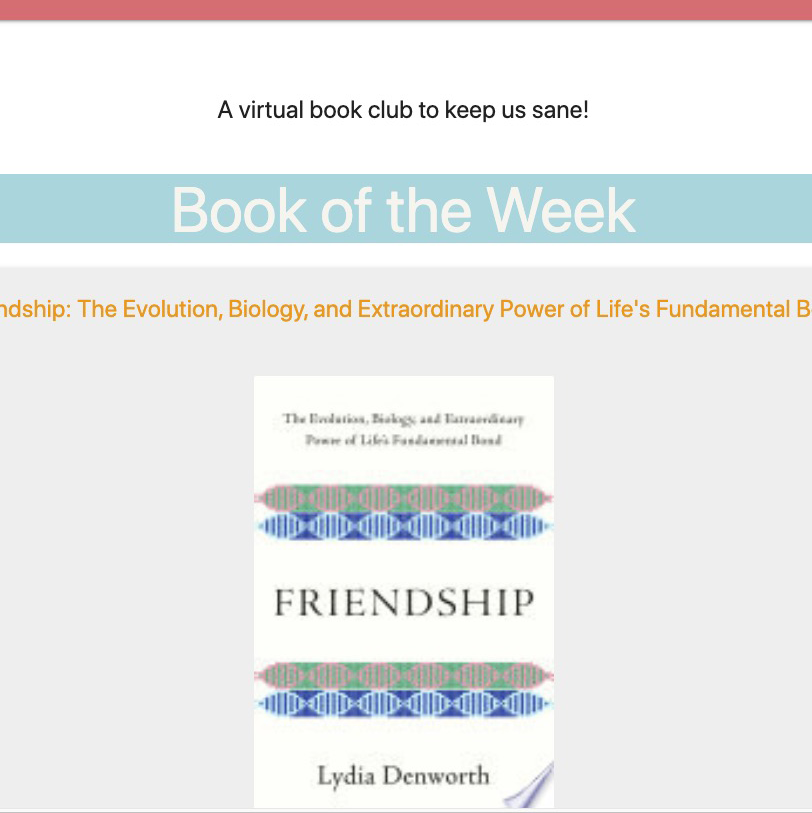 A virtual book club to keep us sane!
Book of the Week
ndship: The Evolution, Biology, and Extraordinary Power of Life's Fundamental B
The Evolution, Biology, and Extraordinary
Power of Life's Fundamental Bond
FRIENDSHIP
Lydia Denworth